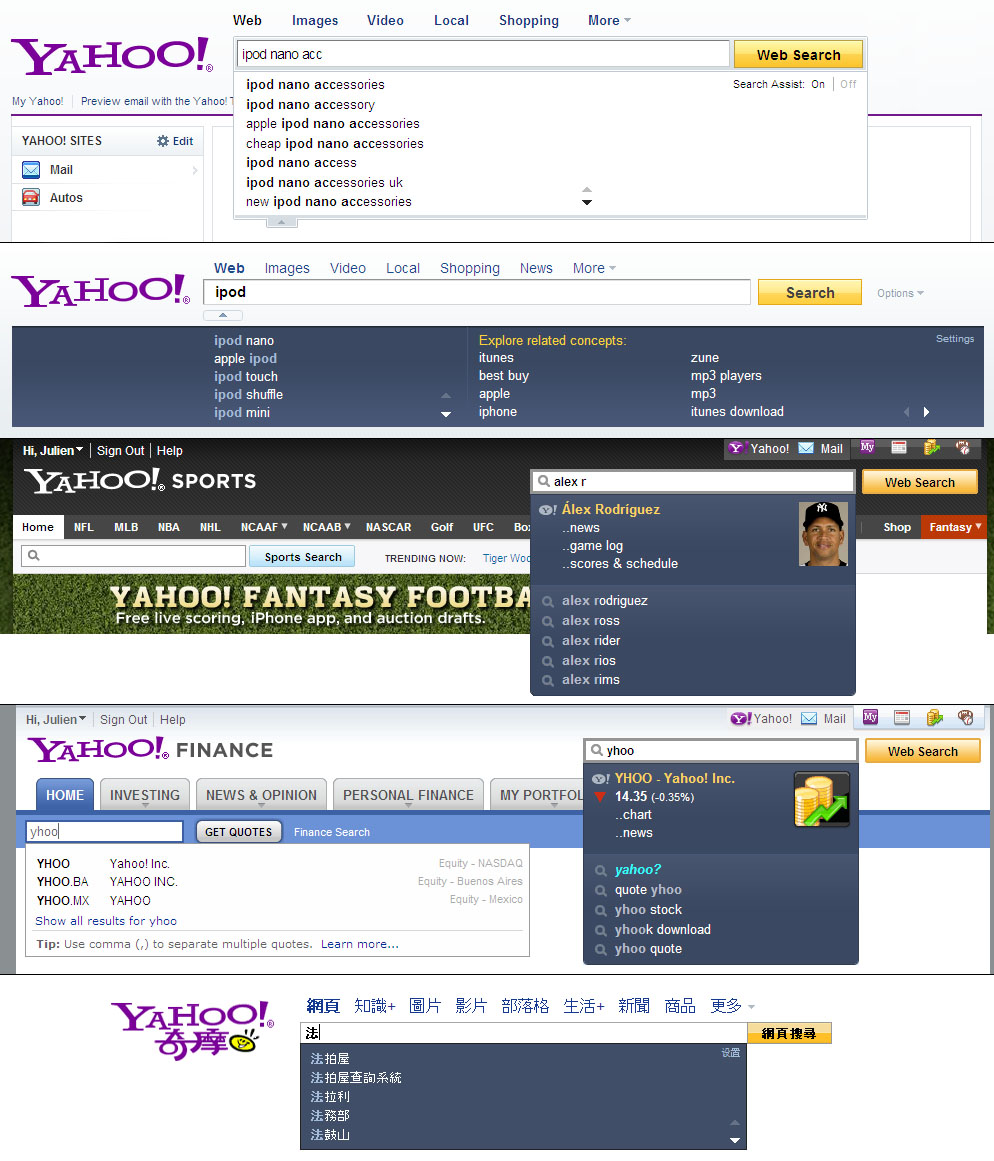 Web Images Video Local Shopping More
YAHOO!
ipod nano acc Web Search
ipod nano accessories Search Assist: On | Off
ipod nano accessory
My Yahoo! Preview email with the Yahoo!
apple ipod nano accessories
YAHOO! SITES Edit
cheap ipod nano accessories
Mail
ipod nano access
ipod nano accessories uk
Autos
new ipod nano accessories
Web Images Video Local Shopping News More
YAHOO!
ipod Search Options
ipod nano Explore related concepts: Settings
apple ipod itunes zune
ipod touch best buy mp3 players
ipod shuffle apple mp3
ipod mini iphone itunes download
Hi, Julien Sign Out Help Yahoo! Mail My
YAHOO! SPORTS
alex r Web Search
Y! Álex Rodríguez
..news
Home NFL MLB NBA NHL NCAAF NCAAB NASCAR Golf UFC Shop Fantasy
..game log
Sports Search TRENDING NOW: Tiger
..scores & schedule
YAHOO! FANTASY
Free live scoring, iPhone app, and auction drafts.
alex rodriguez
alex ross
alex rider
alex rios
alex rims
Hi, Julien Sign Out Help Y! Yahoo! Mail My
YAHOO! FINANCE
yhoo Web Search
Y! YHOO - Yahoo! Inc.
14.35 (-0.35%)
..chart
..news
HOME INVESTING NEWS & OPINION PERSONAL FINANCE MY
yhoo GET QUOTES Finance Search
YHOO Yahoo! Inc. Equity - NASDAQ
YHOO.BA YAHOO INC. Equity - Buenos Aires
YHOO.MX YAHOO Equity - Mexico
Show all results for yhoo
Tip: Use comma (,) to separate multiple quotes. Learn more...
yahoo?
quote yhoo
yhoo stock
yhook download
yhoo quote
YAHOO!
奇摩
網頁 知識+ 圖片 影片 部落格 生活+ 新聞 商品 更多
法 網頁搜尋
法拍屋 设置
法拍屋查詢系統
法拉利
法務部
法鼓山